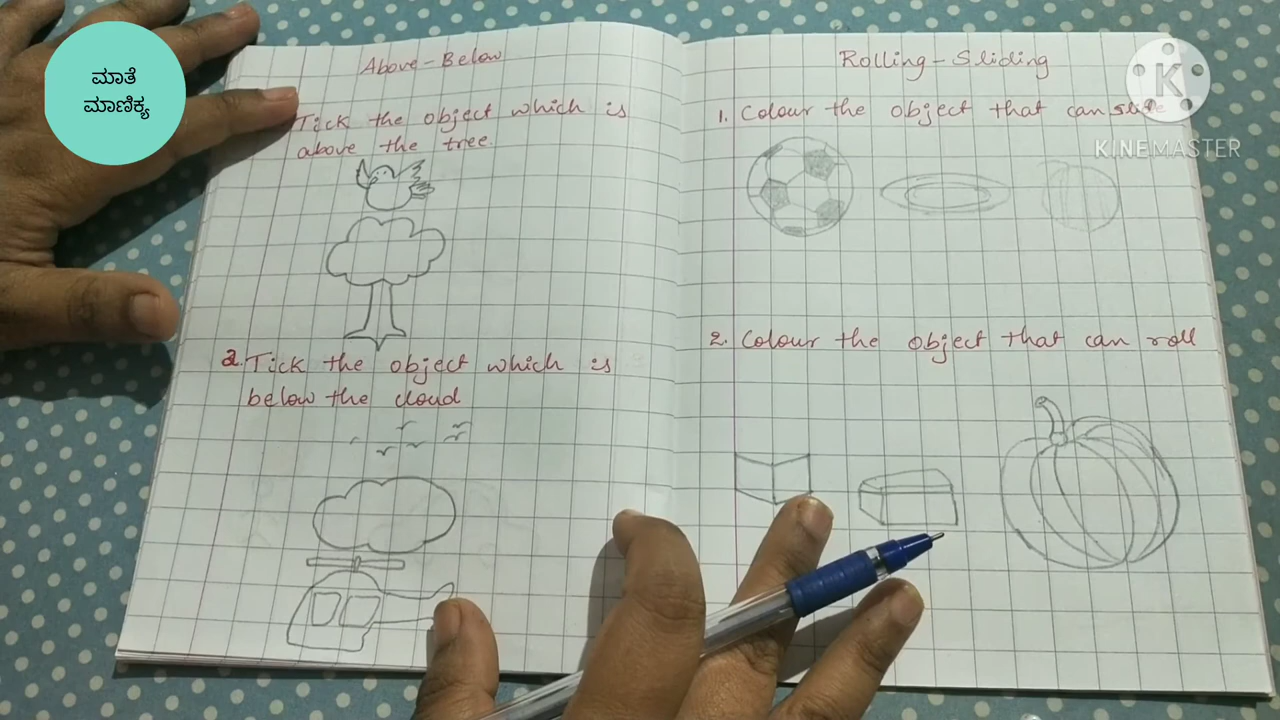 ಮಾತೆ
ಮಾಣಿಕ್ಯ
Above-Below
Tick the object which is
above the tree.
2. Tick the object which is
below the cloud
Rolling-Sliding
1. Colour the object that can slide
2. Colour the object that can roll
K
KINEMASTER